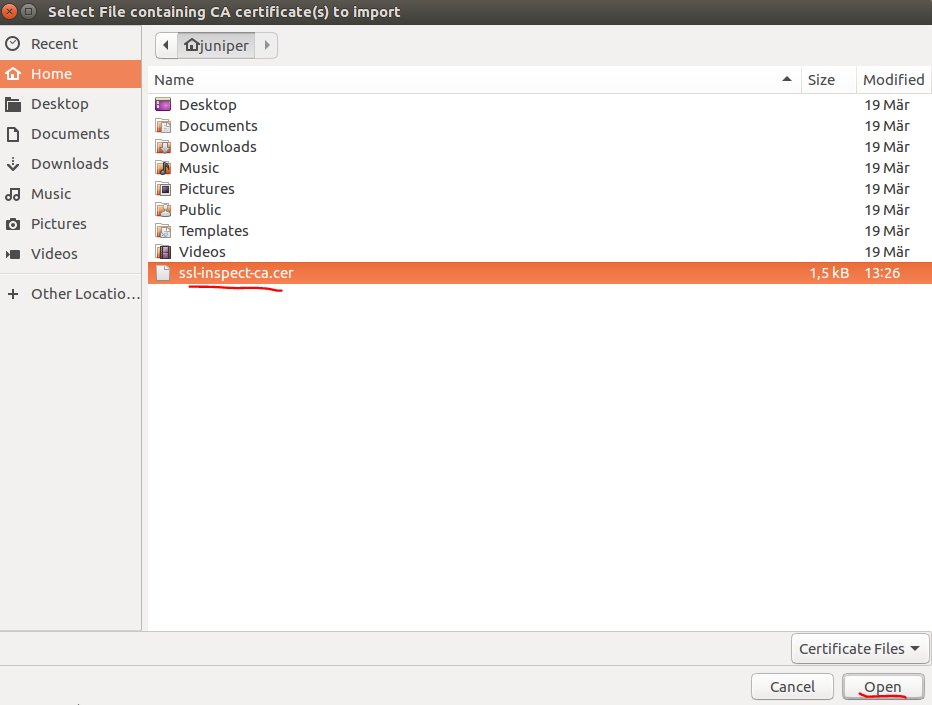 Select File containing CA certificate(s) to import
Recent
Home
Desktop
Documents
Downloads
Music
Pictures
Videos
Other Locatio...
juniper
Name Size Modified
Desktop 19 Mär
Documents 19 Mär
Downloads 19 Mär
Music 19 Mär
Pictures 19 Mär
Public 19 Mär
Templates 19 Mär
Videos 19 Mär
ssl-inspect-ca.cer 1,5 kB 13:26
Certificate Files
Cancel Open